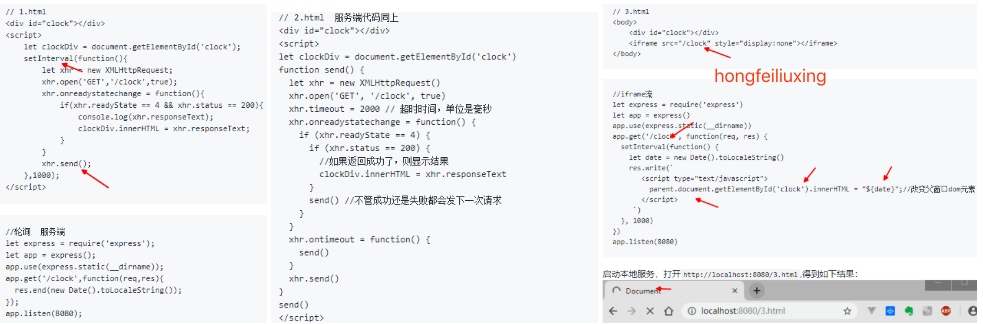 // 1.html
<div id="clock"></div>
<script>
let clockDiv = document.getElementById('clock');
setInterval(function(){
let xhr = new XMLHttpRequest;
xhr.open('GET','/clock',true);
xhr.onreadystatechange = function(){
if(xhr.readyState == 4 && xhr.status == 200){
console.log(xhr.responseText);
clockDiv.innerHTML = xhr.responseText;
}
}
xhr.send();
},1000);
</script>
//轮询 服务端
let express = require('express');
let app = express();
app.use(express.static(__dirname));
app.get('/clock',function(req,res){
res.end(new Date().toLocaleString());
});
app.listen(8080);
// 2.html 服务端代码同上
<div id="clock"></div>
<script>
let clockDiv = document.getElementById('clock')
function send() {
let xhr = new XMLHttpRequest()
xhr.open('GET', '/clock', true)
xhr.timeout = 2000 // 超时时间，单位是毫秒
xhr.onreadystatechange = function() {
if (xhr.readyState == 4) {
if (xhr.status == 200) {
//如果返回成功了，则显示结果
clockDiv.innerHTML = xhr.responseText
}
send() //不管成功还是失败都会发下一次请求
}
}
xhr.ontimeout = function() {
send()
}
xhr.send()
}
send()
</script>
// 3.html
<body>
<div id="clock"></div>
<iframe src="/clock" style="display:none"></iframe>
</body>
hongfeiliuxing
//iframe流
let express = require('express')
let app = express()
app.use(express.static(__dirname))
app.get('/clock', function(req, res) {
setInterval(function() {
let date = new Date().toLocaleString()
res.write(`
<script type="text/javascript">
parent.document.getElementById('clock').innerHTML = "${date}";//改变父窗口dom元素
</script>
`)
}, 1000)
})
app.listen(8080)
启动本地服务，打开 http://localhost:8080/3.html ,得到如下结果：
Document
localhost:8080/3.html
ABP